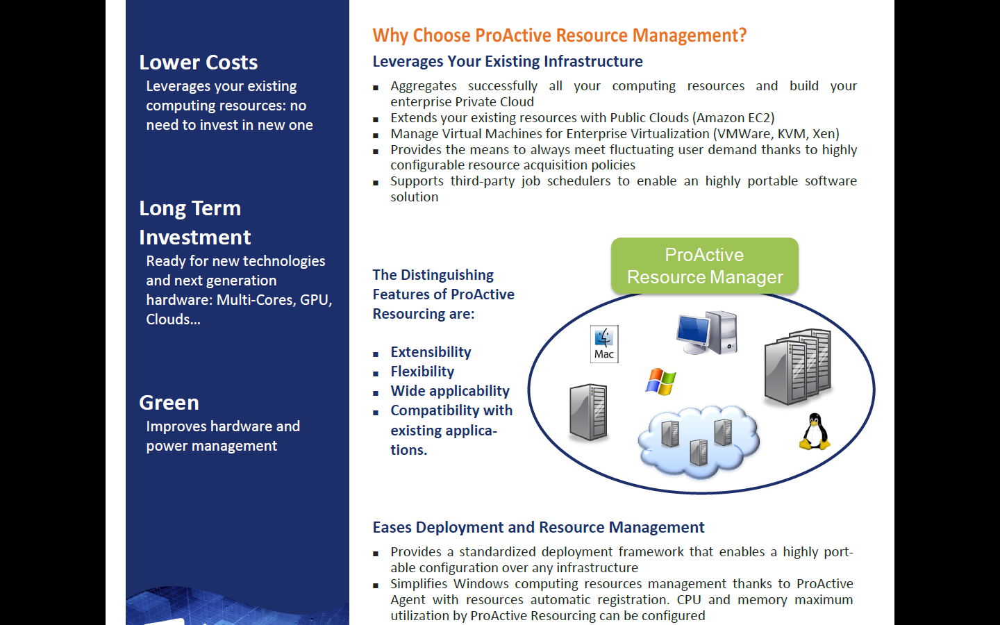 Lower Costs
Leverages your existing
computing resources: no
need to invest in new one
Long Term
Investment
Ready for new technologies
and next generation
hardware: Multi-Cores, GPU,
Clouds...
Green
Improves hardware and
power management
Why Choose ProActive Resource Management?
Leverages Your Existing Infrastructure
▪ Aggregates successfully all your computing resources and build your
enterprise Private Cloud
▪ Extends your existing resources with Public Clouds (Amazon EC2)
▪ Manage Virtual Machines for Enterprise Virtualization (VMWare, KVM, Xen)
▪ Provides the means to always meet fluctuating user demand thanks to highly
configurable resource acquisition policies
▪ Supports third-party job schedulers to enable an highly portable software
solution
The Distinguishing
Features of ProActive
Resourcing are:
▪ Extensibility
▪ Flexibility
▪ Wide applicability
▪ Compatibility with
existing applica-
tions.
ProActive
Resource Manager
Mac
Eases Deployment and Resource Management
▪ Provides a standardized deployment framework that enables a highly port-
able configuration over any infrastructure
▪ Simplifies Windows computing resources management thanks to ProActive
Agent with resources automatic registration. CPU and memory maximum
utilization by ProActive Resourcing can be configured